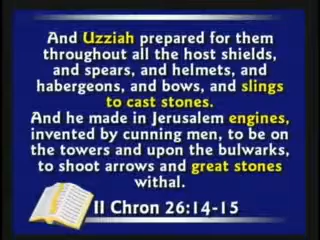 And Uzziah prepared for them
throughout all the host shields,
and spears, and helmets, and
habergeons, and bows, and slings
to cast stones.
And he made in Jerusalem engines,
invented by cunning men, to be on
the towers and upon the bulwarks,
to shoot arrows and great stones
withal.
II Chron 26:14-15